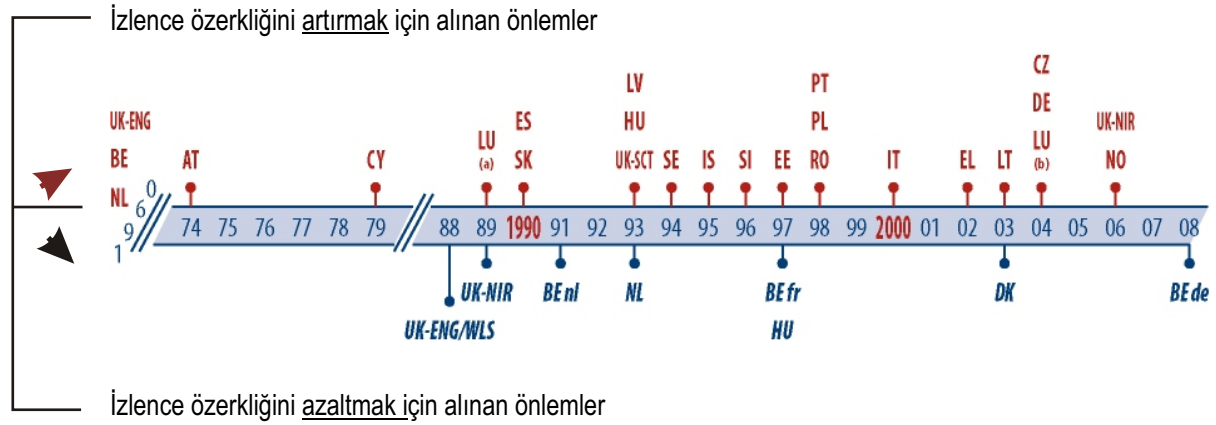 İzlence özerkliğini artırmak için alınan önlemler
CZ
LV PT DE
UK-ENG ES HU PL LU UK-NIR
BE AT CY LU (a) SK UK-SCT SE IS SI EE RO IT EL LT (b) NO
NL
1960 74 75 76 77 78 79 88 89 1990 91 92 93 94 95 96 97 98 99 2000 01 02 03 04 05 06 07 08
UK-NIR BE nl NL BE fr DK BE de
UK-ENG/WLS HU
İzlence özerkliğini azaltmak için alınan önlemler